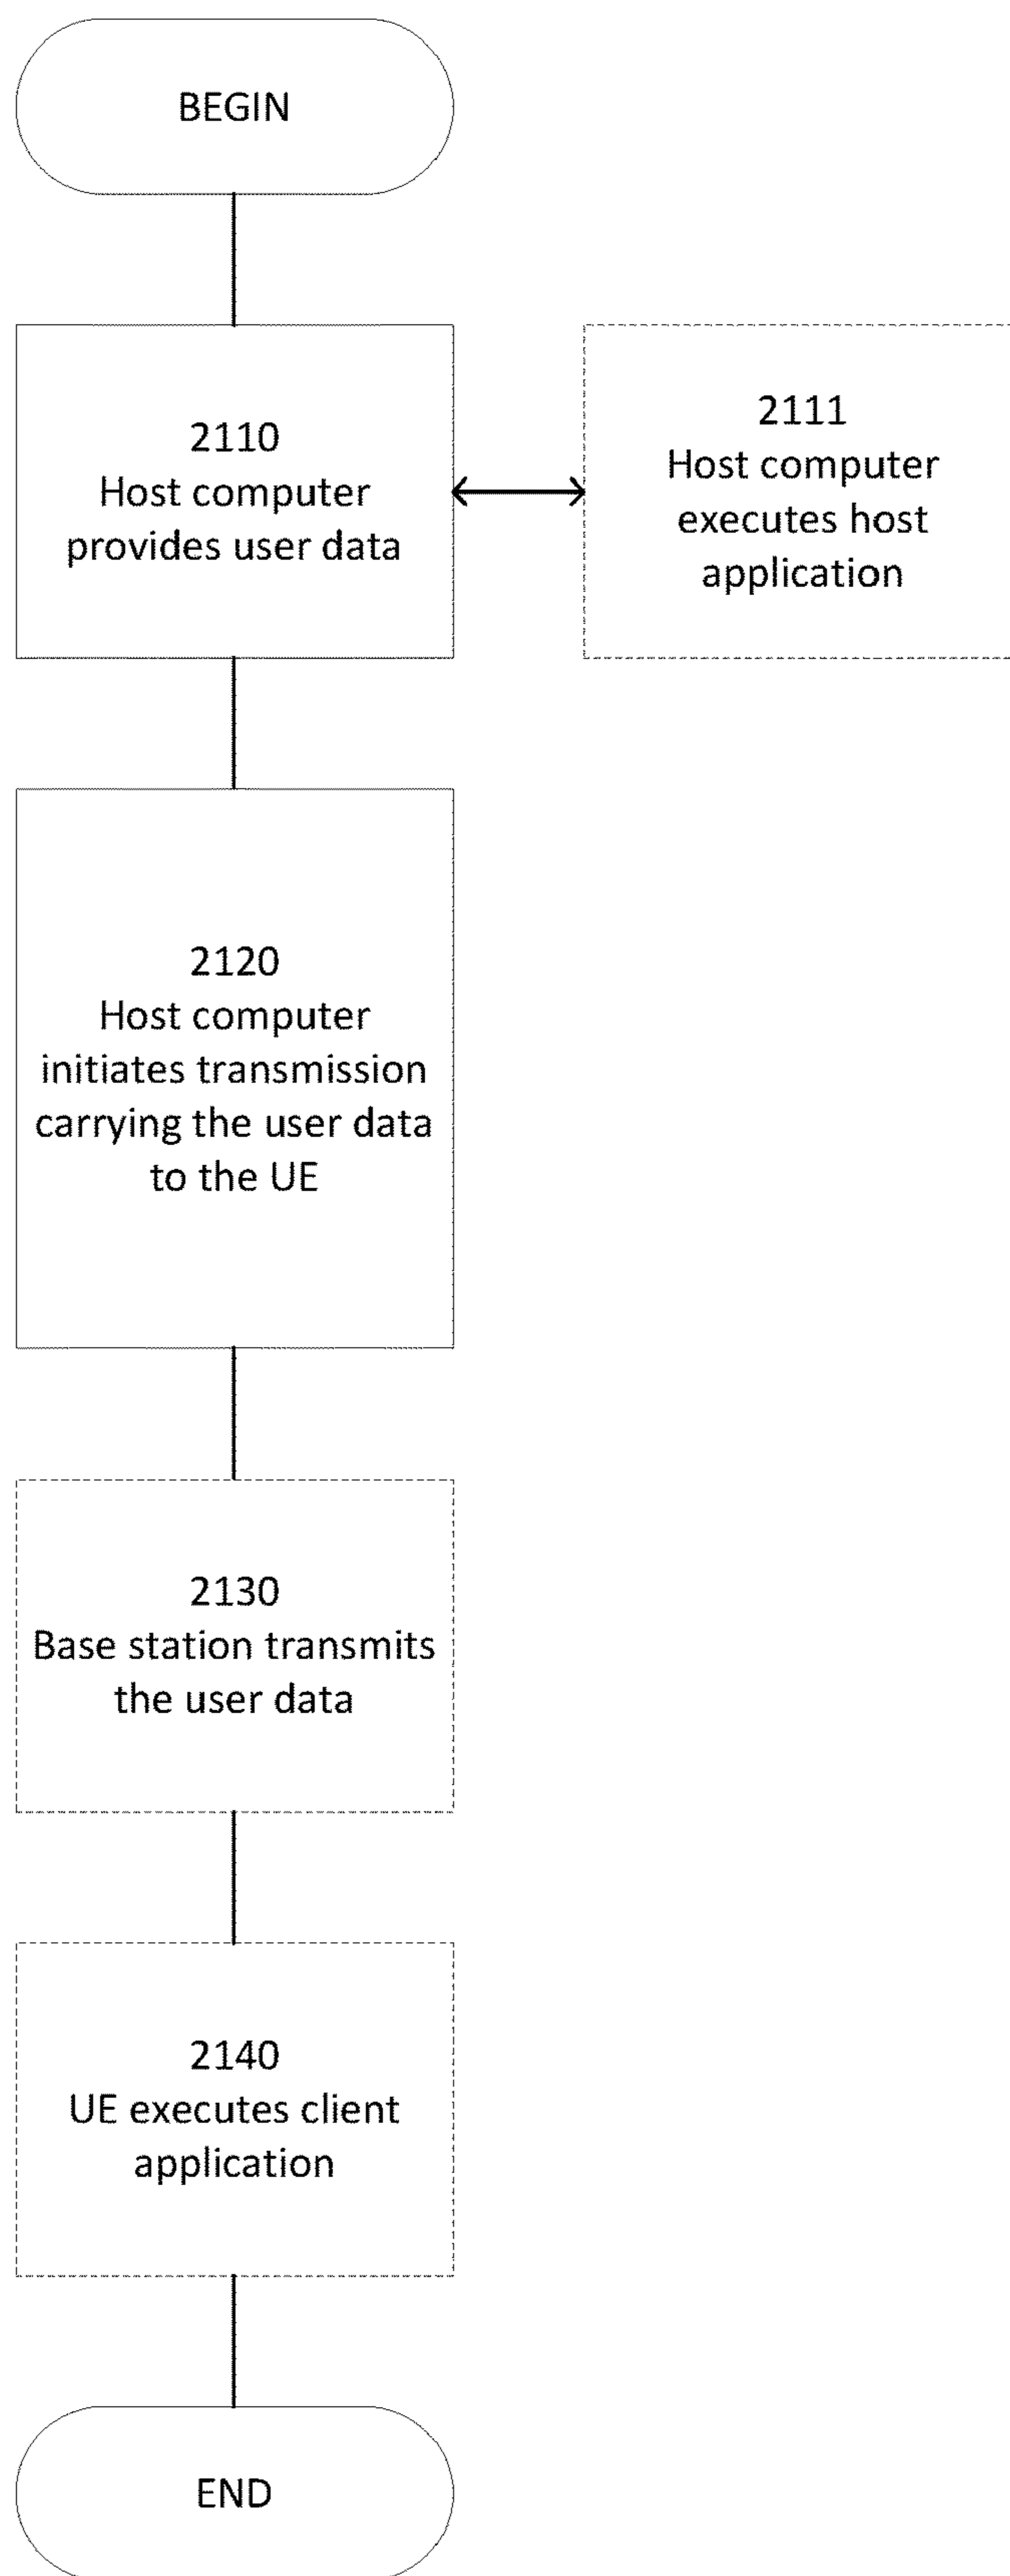 BEGIN
2110
Host computer
provides user data
2111
Host computer
executes host
application
2120
Host computer
initiates transmission
carrying the user data
to the UE
2130
Base station transmits
the user data
2140
UE executes client
application
END